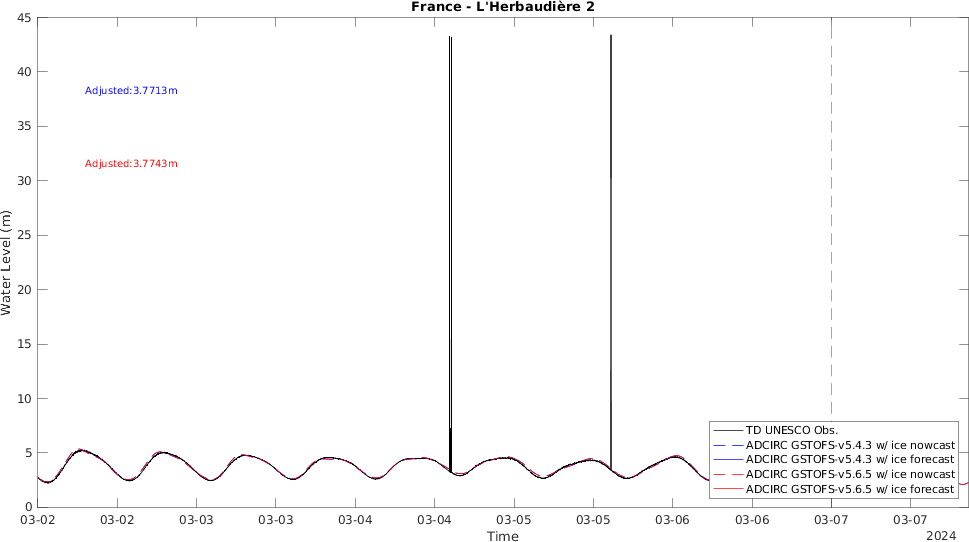 France - L'Herbaudière 2
45
40
35
30
25
20
15
10
5
0
Water Level (m)
Adjusted:3.7713m
Adjusted:3.7743m
TD UNESCO Obs.
ADCIRC GSTOFS-v5.4.3 w/ ice nowcast
ADCIRC GSTOFS-v5.4.3 w/ ice forecast
ADCIRC GSTOFS-v5.6.5 w/ ice nowcast
ADCIRC GSTOFS-v5.6.5 w/ ice forecast
03-02 03-02 03-03 03-03 03-04 03-04 03-05 03-05 03-06 03-06 03-07 03-07
Time
2024